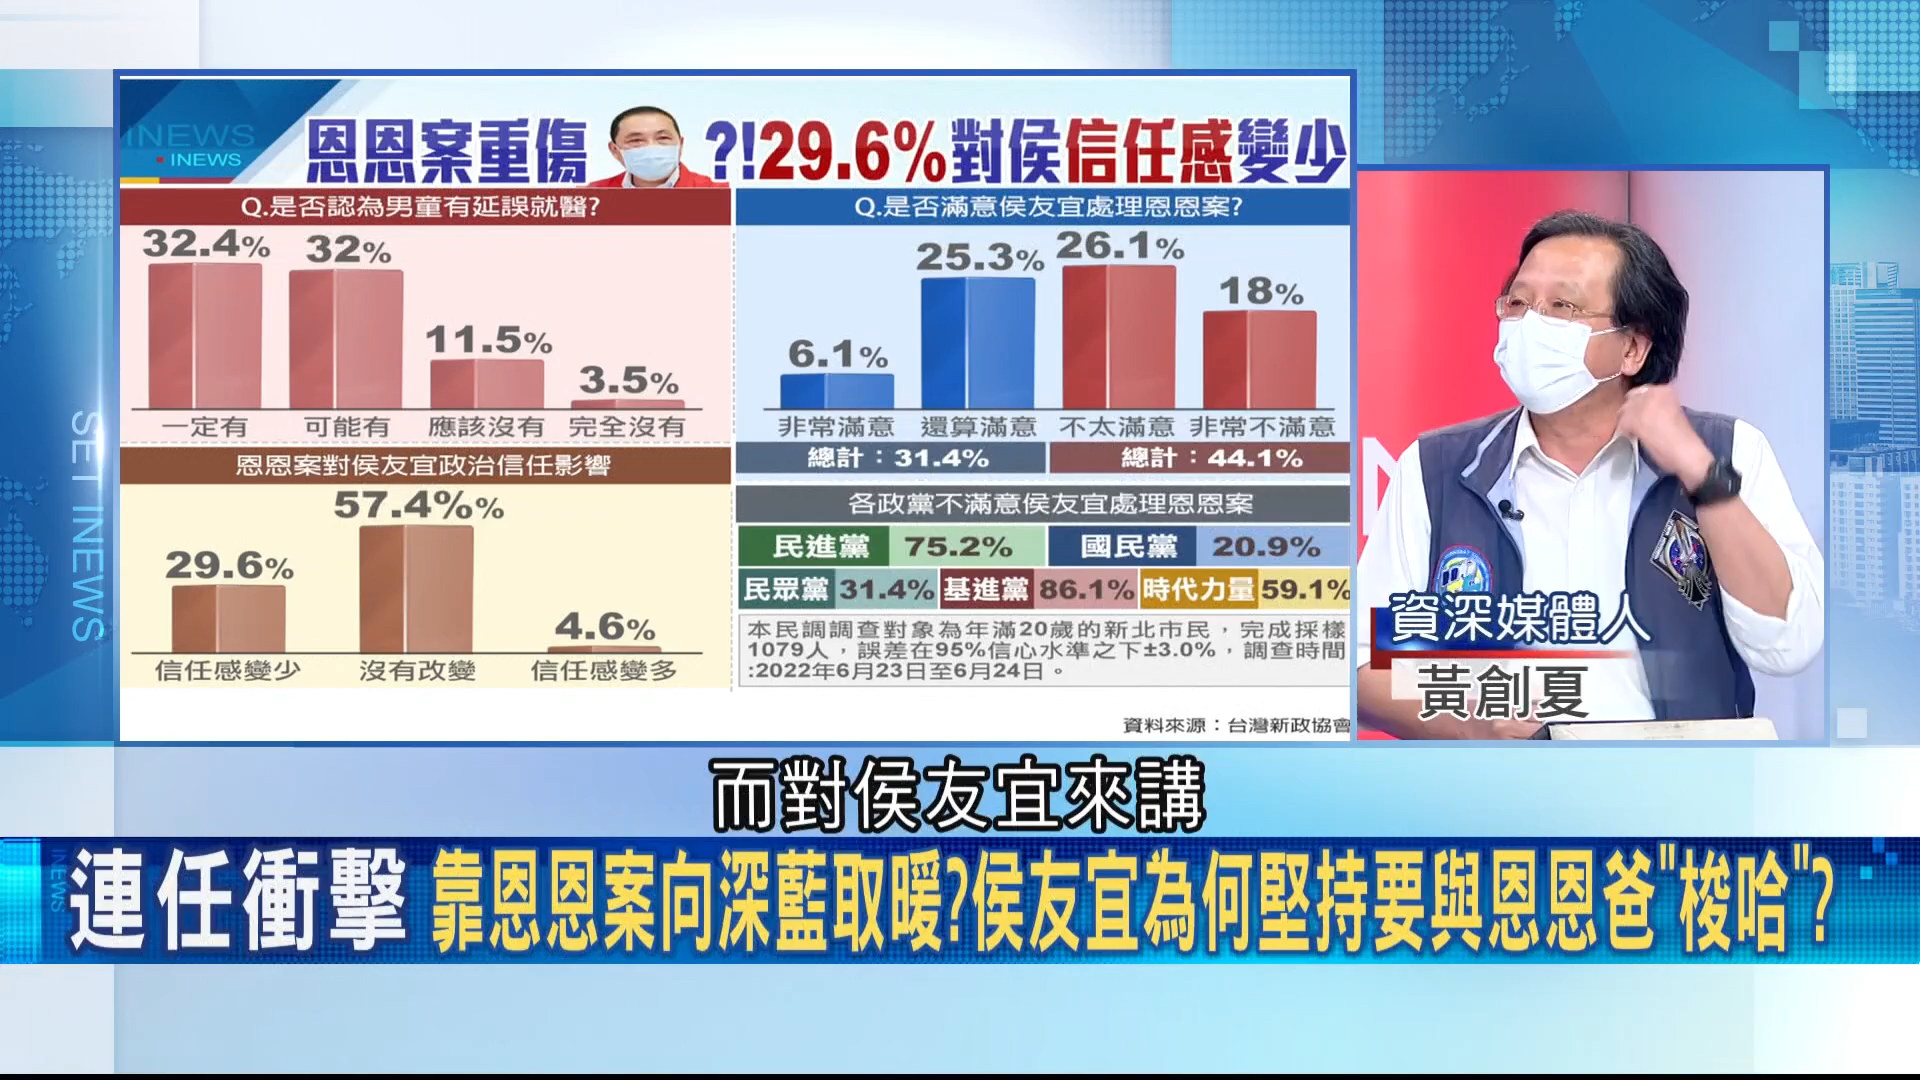 INEWS
INEWS
恩恩案重傷 ?!29.6%對侯信任感變少
Q.是否認為男童有延誤就醫?
32.4% 32% 11.5% 3.5%
一定有 可能有 應該沒有 完全沒有
Q.是否滿意侯友宜處理恩恩案?
6.1% 25.3% 26.1% 18%
非常滿意 還算滿意 不太滿意 非常不滿意
總計：31.4% 總計：44.1%
恩恩案對侯友宜政治信任影響
29.6% 57.4%% 4.6%
信任感變少 沒有改變 信任感變多
各政黨不滿意侯友宜處理恩恩案
民進黨 75.2% 國民黨 20.9%
民眾黨 31.4% 基進黨 86.1% 時代力量 59.1%
本民調調查對象為年滿20歲的新北市民，完成採樣
1079人，誤差在95%信心水準之下±3.0%，調查時間
:2022年6月23日至6月24日。
資料來源：台灣新政協會
SET INEWS
資深媒體人
黃創夏
而對侯友宜來講
INEWS
連任衝擊 靠恩恩案向深藍取暖?侯友宜為何堅持要與恩恩爸"梭哈"?